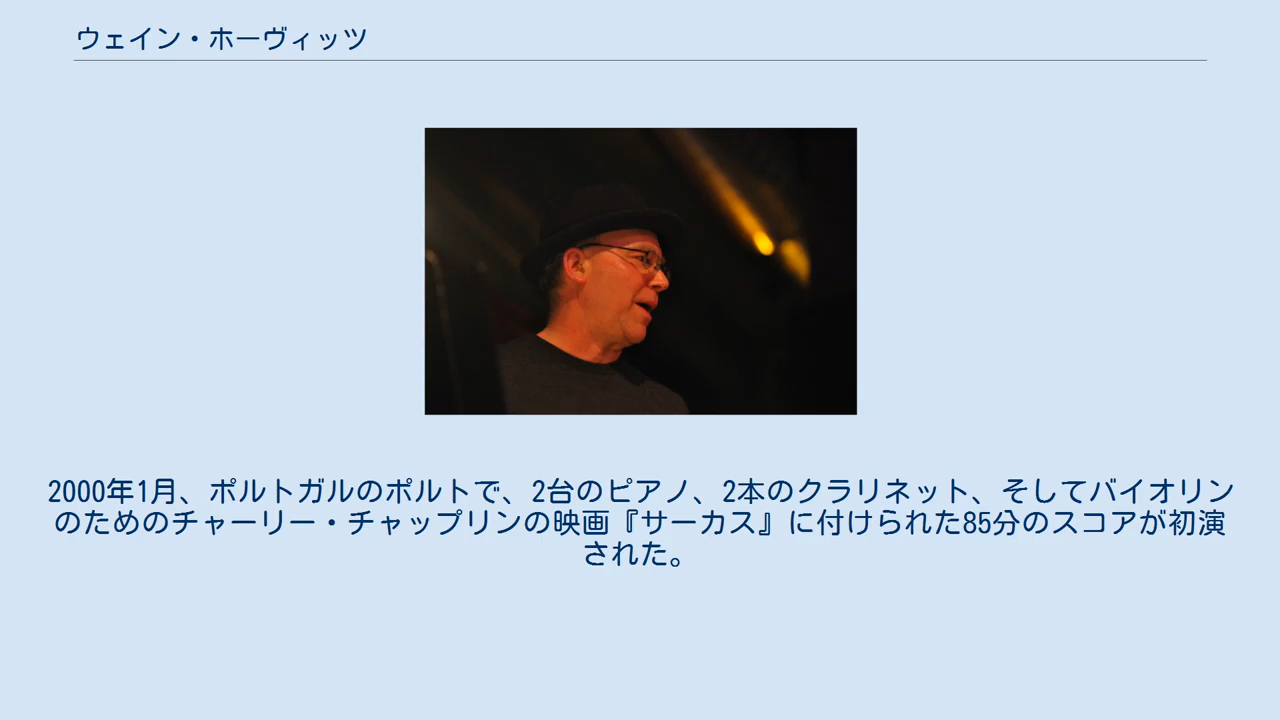 ウェイン・ホーヴィッツ
2000年1月、ポルトガルのポルトで、2台のピアノ、2本のクラリネット、そしてバイオリン
のためのチャーリー・チャップリンの映画『サーカス』に付けられた85分のスコアが初演
された。